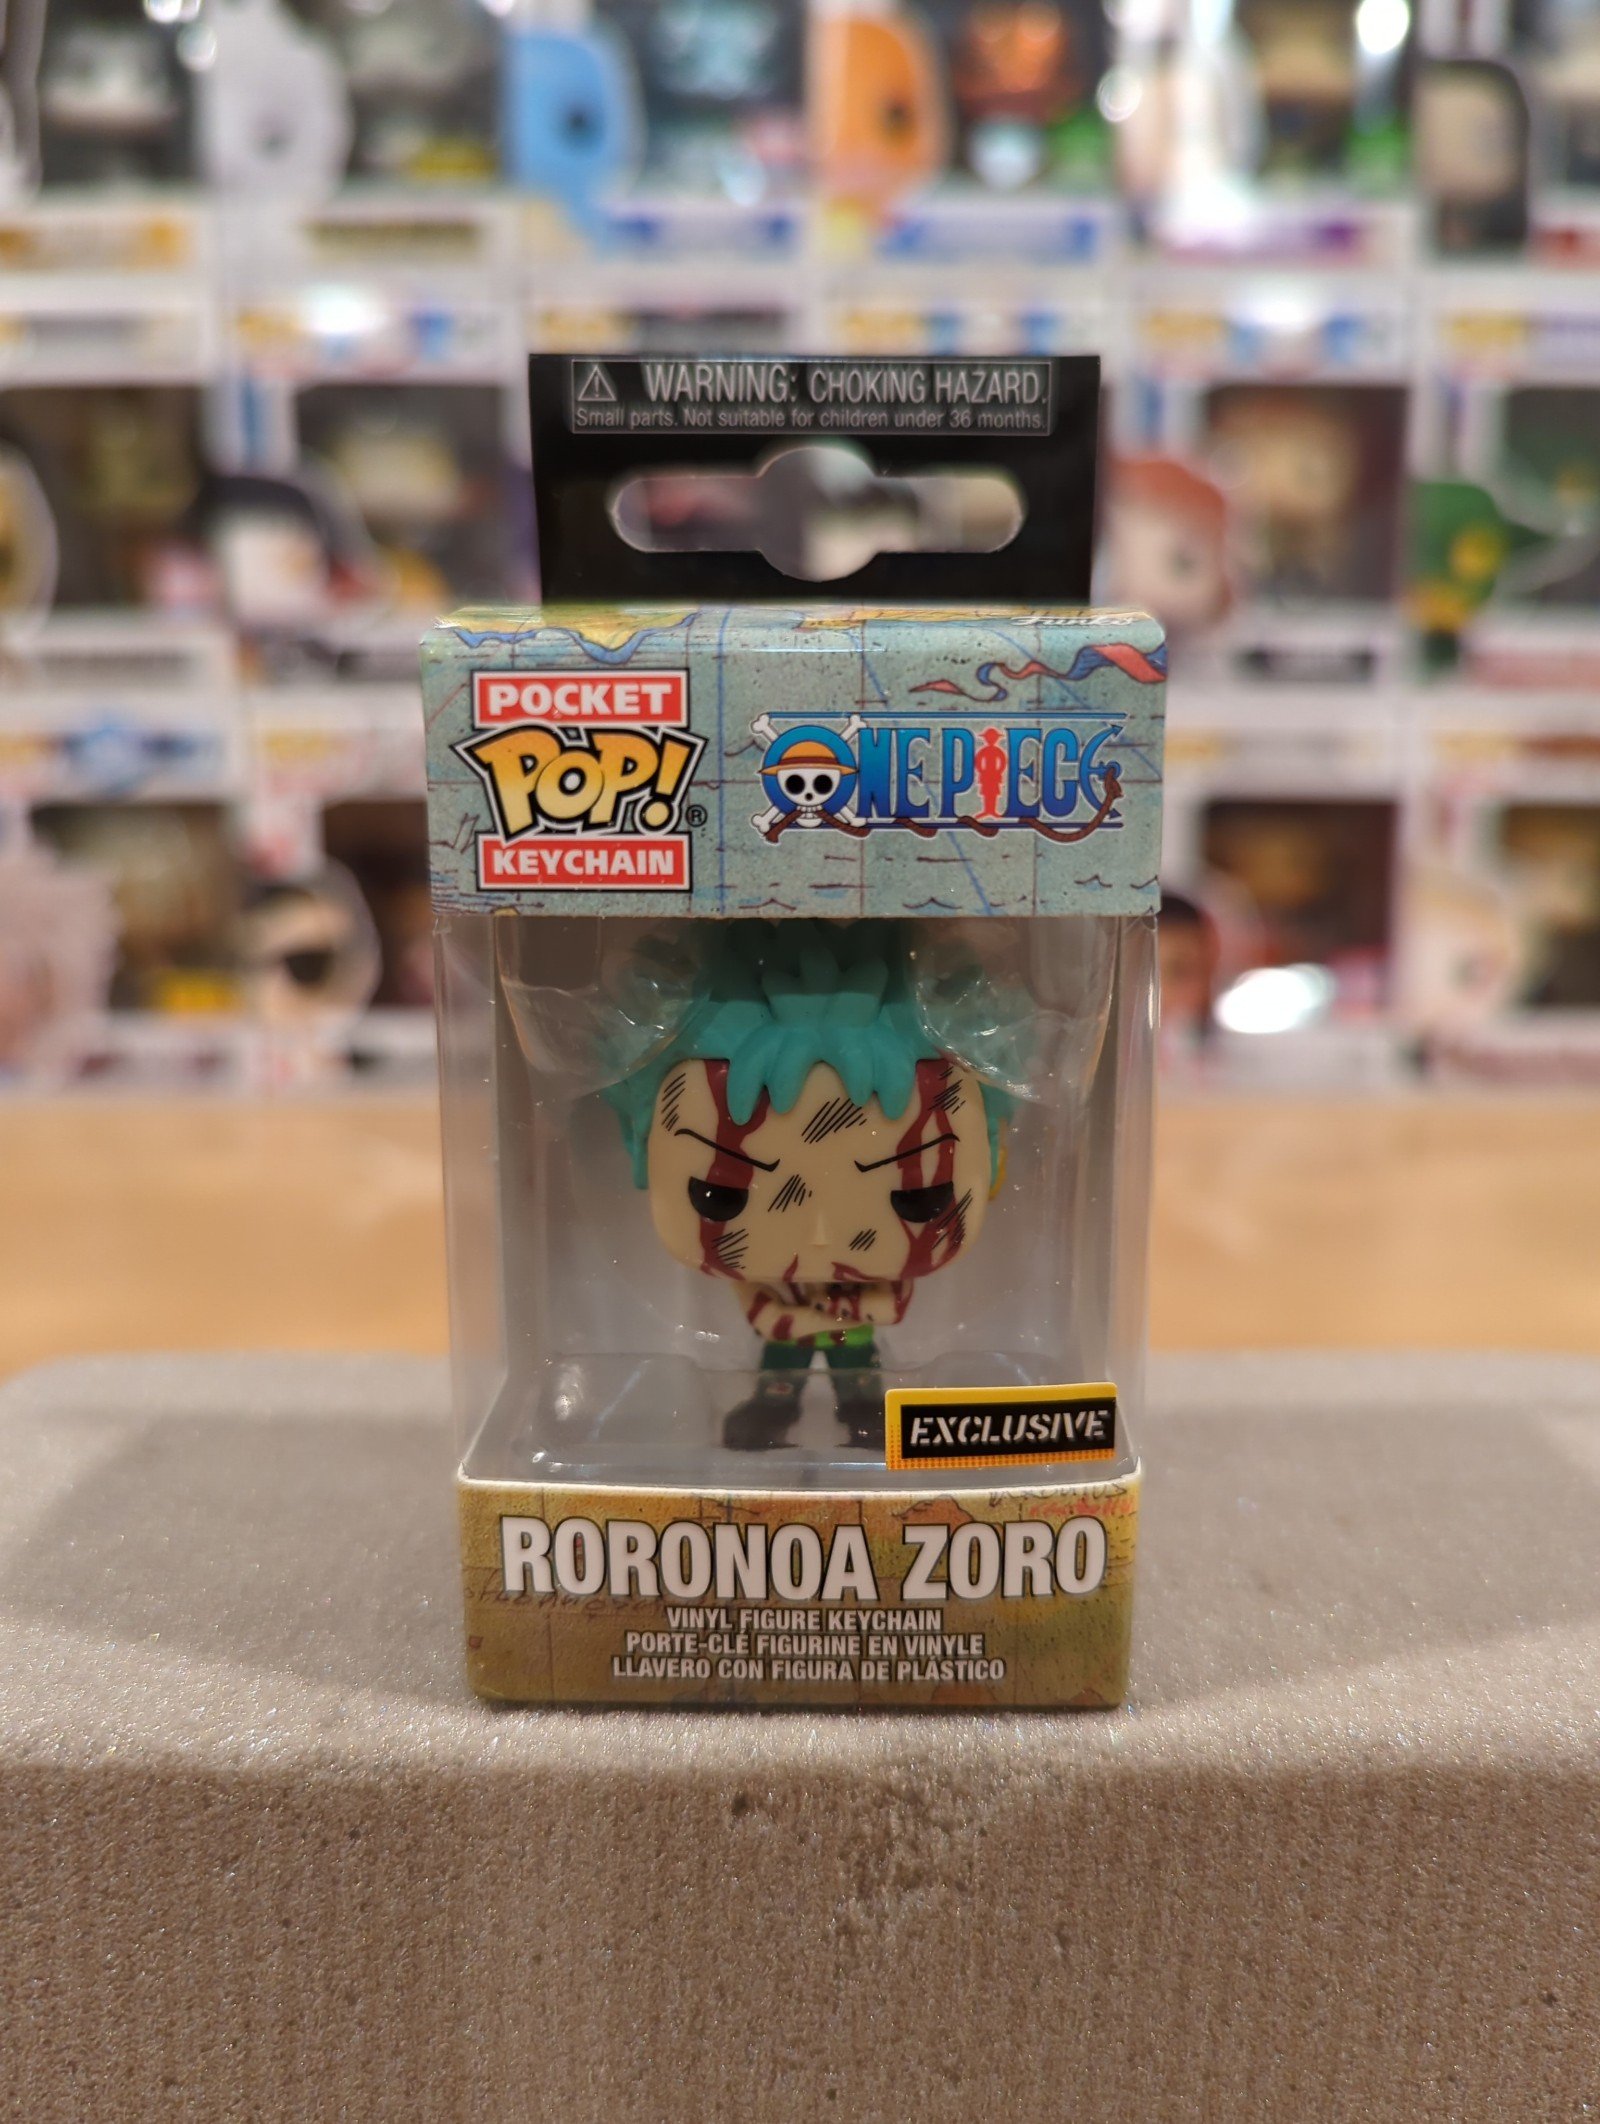 WARNING: CHOKING HAZARD.
Small parts. Not suitable for children under 36 months.
POCKET
POP!®
KEYCHAIN
ONE PIECE
EXCLUSIVE
RORONOA ZORO
VINYL FIGURE KEYCHAIN
PORTE-CLÉ FIGURINE EN VINYLE
LLAVERO CON FIGURA DE PLÁSTICO